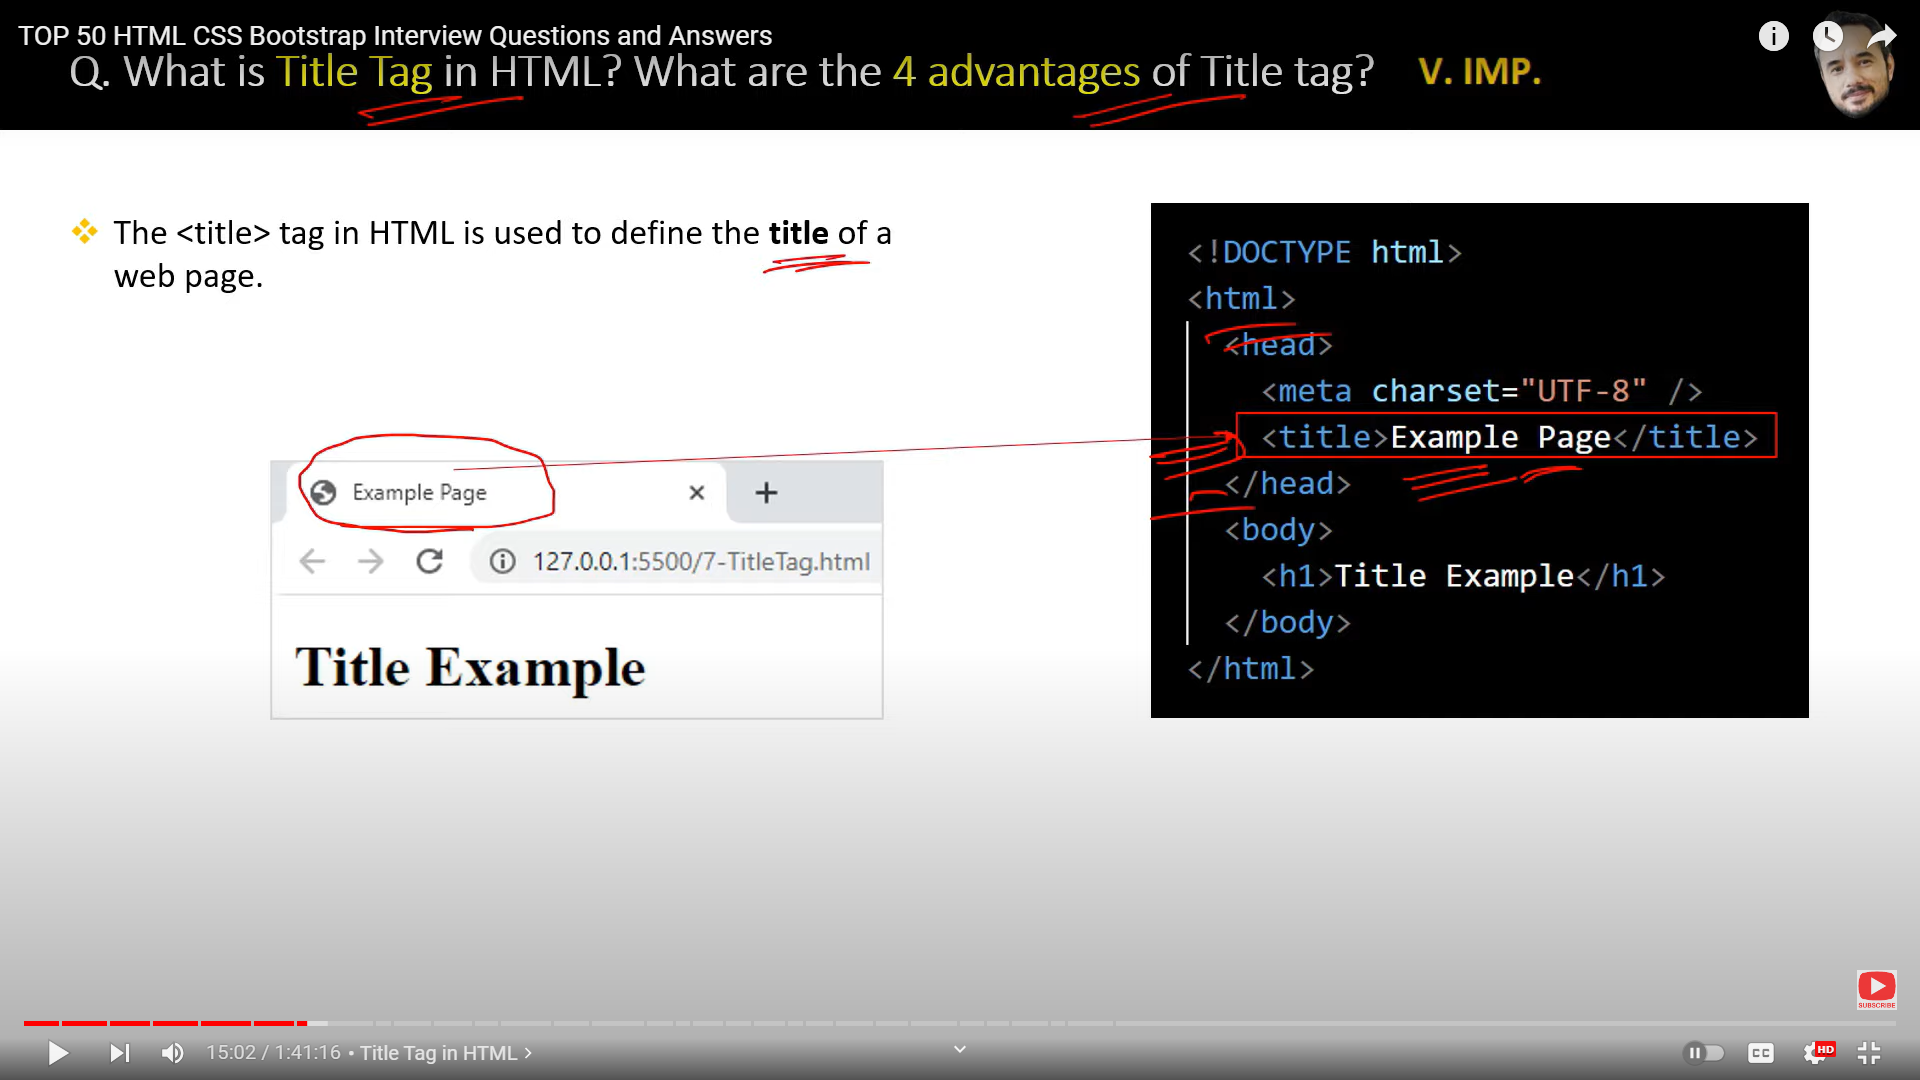 TOP 50 HTML CSS Bootstrap Interview Questions and Answers
Q. What is Title Tag in HTML? What are the 4 advantages of Title tag? V. IMP.
The <title> tag in HTML is used to define the title of a
web page.
Example Page
127.0.0.1:5500/7-TitleTag.html
Title Example
<!DOCTYPE html>
<html>
<head>
<meta charset="UTF-8" />
<title>Example Page</title>
</head>
<body>
<h1>Title Example</h1>
</body>
</html>
SUBSCRIBE
15:02 / 1:41:16 • Title Tag in HTML
CC
HD